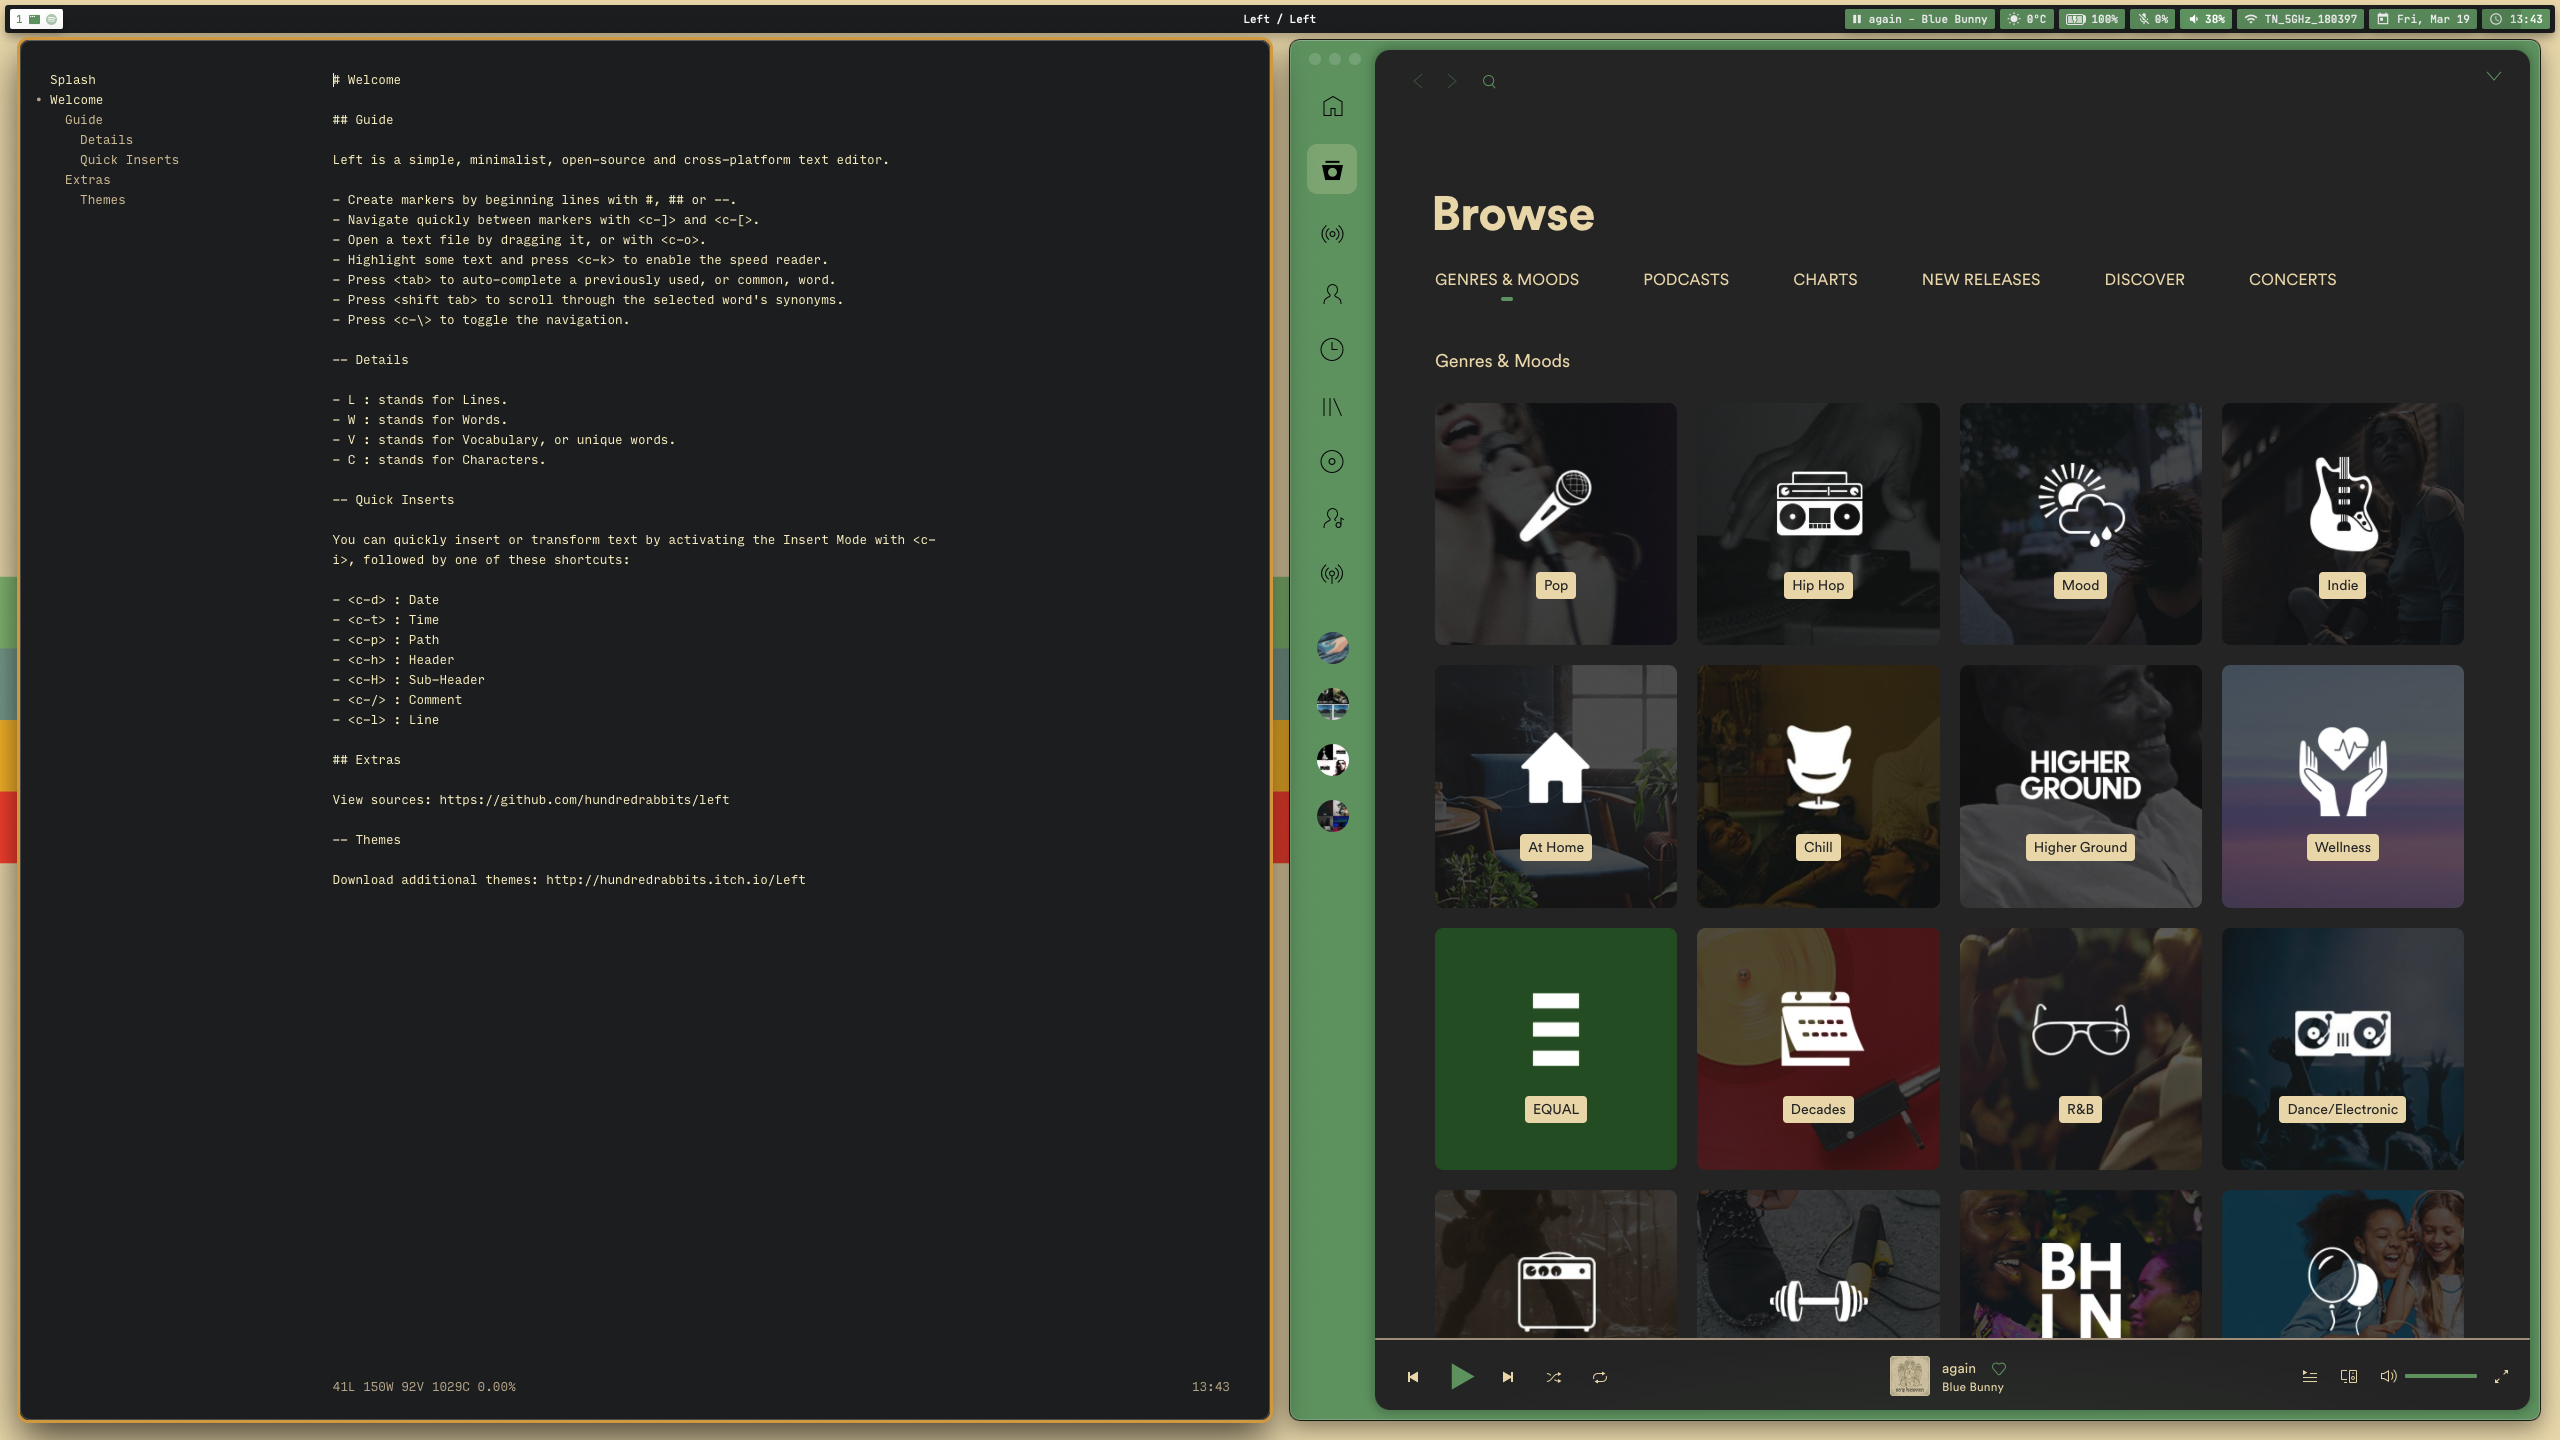 1
Left / Left
again - Blue Bunny
0°C
100%
0%
38%
TN_5GHz_180397
Fri, Mar 19
13:43
Splash
• Welcome
Guide
Details
Quick Inserts
Extras
Themes
# Welcome
## Guide
Left is a simple, minimalist, open-source and cross-platform text editor.
- Create markers by beginning lines with #, ## or --.
- Navigate quickly between markers with <c-]> and <c-[>.
- Open a text file by dragging it, or with <c-o>.
- Highlight some text and press <c-k> to enable the speed reader.
- Press <tab> to auto-complete a previously used, or common, word.
- Press <shift tab> to scroll through the selected word's synonyms.
- Press <c-\> to toggle the navigation.
-- Details
- L : stands for Lines.
- W : stands for Words.
- V : stands for Vocabulary, or unique words.
- C : stands for Characters.
-- Quick Inserts
You can quickly insert or transform text by activating the Insert Mode with <c-
i>, followed by one of these shortcuts:
- <c-d> : Date
- <c-t> : Time
- <c-p> : Path
- <c-h> : Header
- <c-H> : Sub-Header
- <c-/> : Comment
- <c-l> : Line
## Extras
View sources: https://github.com/hundredrabbits/left
-- Themes
Download additional themes: http://hundredrabbits.itch.io/Left
41L 150W 92V 1029C 0.00%
13:43
Browse
GENRES & MOODS
PODCASTS
CHARTS
NEW RELEASES
DISCOVER
CONCERTS
Genres & Moods
Pop
Hip Hop
Mood
Indie
At Home
Chill
HIGHER
GROUND
Higher Ground
Wellness
EQUAL
Decades
R&B
Dance/Electronic
BH
LN
again
Blue Bunny